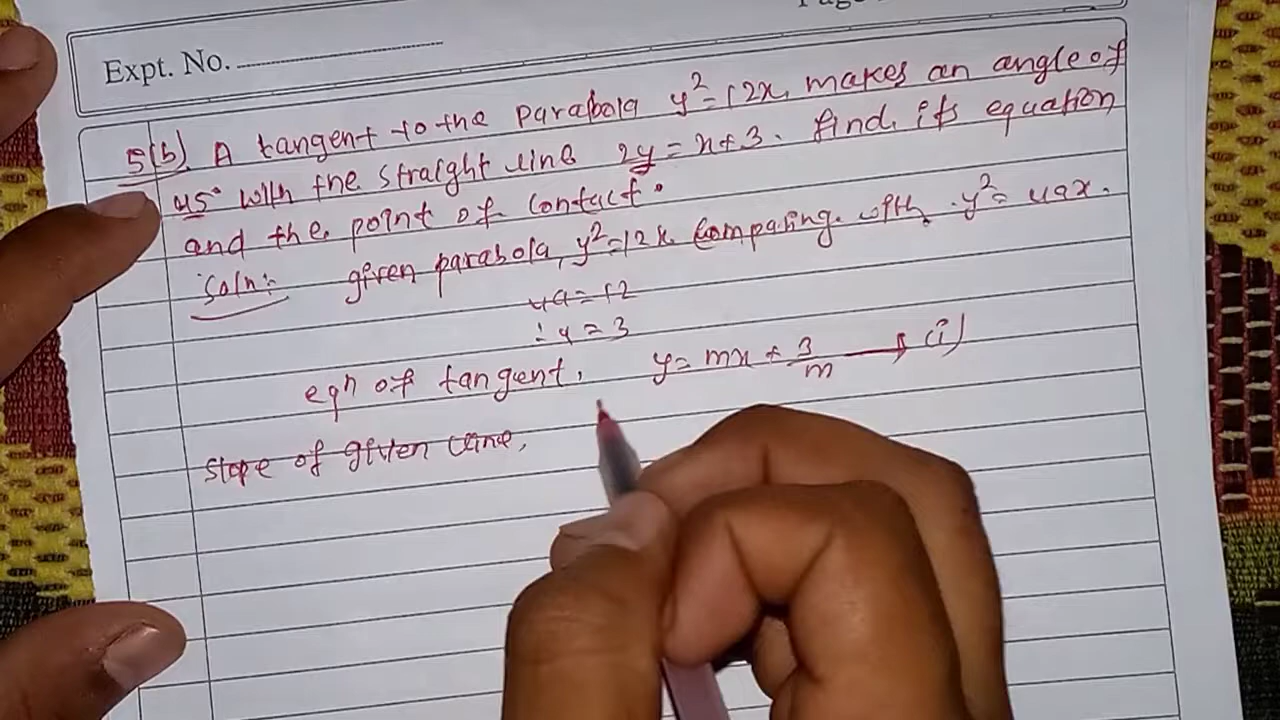 Expt. No.
5(b). A tangent to the parabola y²=12x makes an angle of
45° with the straight line 2y = x+3. find its equation
and the point of contact.
Soln:- given parabola, y²=12x comparing with y²= 4ax.
4a=12
∴ a = 3
eqn of tangent, y= mx + 3/m → (i)
slope of given line,